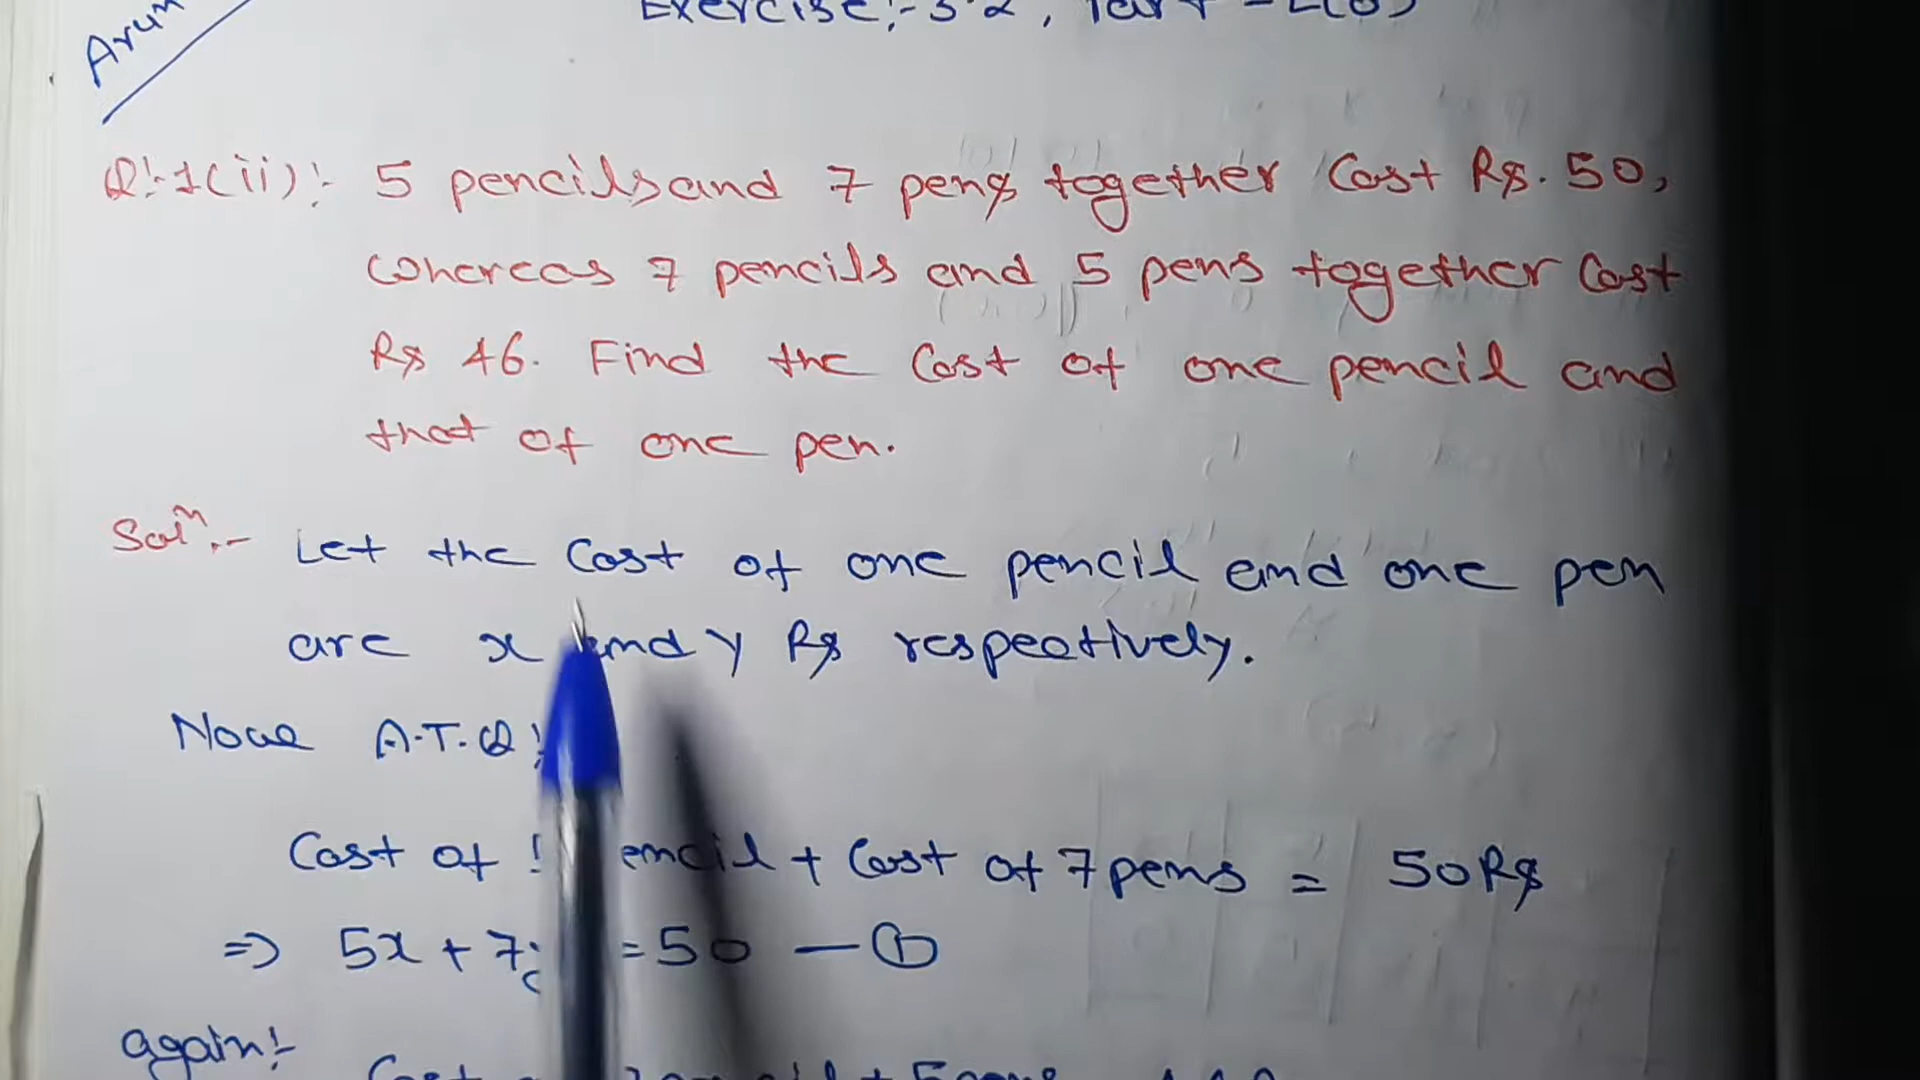 Exercise:- 3.2, Part - 2(b)
Q:-1(ii):- 5 pencils and 7 pens together Cost Rs. 50,
whereas 7 pencils and 5 pens together Cost
Rs 46. Find the Cost of one pencil and
that of one pen.
Solⁿ:- Let the Cost of one pencil and one pen
are x and y Rs respectively.
Now A.T.Q
Cost of + Cost of 7 pens = 50 Rs
=> 5x + 7 = 50 — ①
again:-